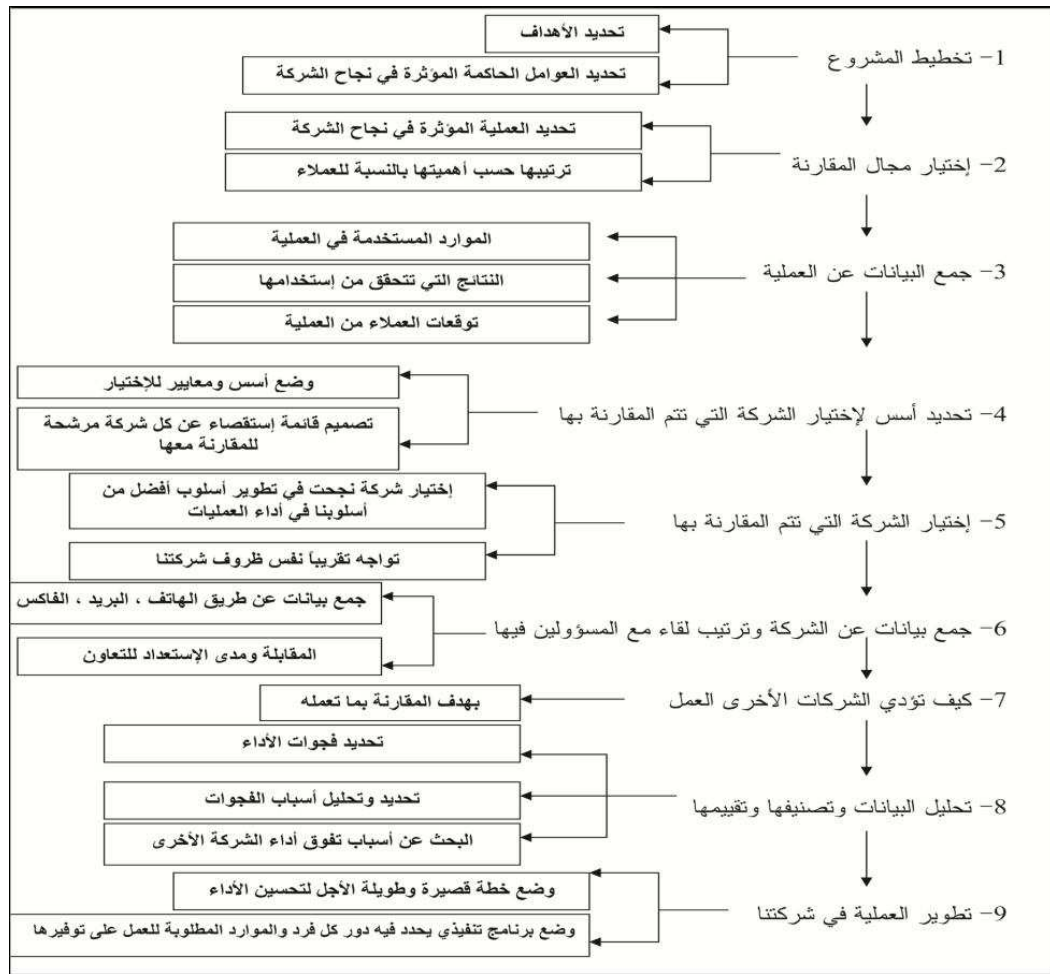 1- تخطيط المشروع
تحديد الأهداف
تحديد العوامل الحاكمة المؤثرة في نجاح الشركة
2- إختيار مجال المقارنة
تحديد العملية المؤثرة في نجاح الشركة
ترتيبها حسب أهميتها بالنسبة للعملاء
3- جمع البيانات عن العملية
الموارد المستخدمة في العملية
النتائج التي تتحقق من إستخدامها
توقعات العملاء من العملية
4- تحديد أسس لإختيار الشركة التي تتم المقارنة بها
وضع أسس ومعايير للإختيار
تصميم قائمة إستقصاء عن كل شركة مرشحة
للمقارنة معها
5- إختيار الشركة التي تتم المقارنة بها
إختيار شركة نجحت في تطوير أسلوب أفضل من
أسلوبنا في أداء العمليات
تواجه تقريباً نفس ظروف شركتنا
6- جمع بيانات عن الشركة وترتيب لقاء مع المسؤولين فيها
جمع بيانات عن طريق الهاتف ، البريد ، الفاكس
المقابلة ومدى الإستعداد للتعاون
7- كيف تؤدي الشركات الأخرى العمل
بهدف المقارنة بما تعمله
8- تحليل البيانات وتصنيفها وتقييمها
تحديد فجوات الأداء
تحديد وتحليل أسباب الفجوات
البحث عن أسباب تفوق أداء الشركة الأخرى
9- تطوير العملية في شركتنا
وضع خطة قصيرة وطويلة الأجل لتحسين الأداء
وضع برنامج تنفيذي يحدد فيه دور كل فرد والموارد المطلوبة للعمل على توفيرها